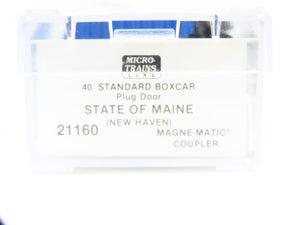 MICRO-
TRAINS
LINE
40 STANDARD BOXCAR
Plug Door
STATE OF MAINE
(NEW HAVEN)
21160
MAGNE-MATIC®
COUPLER